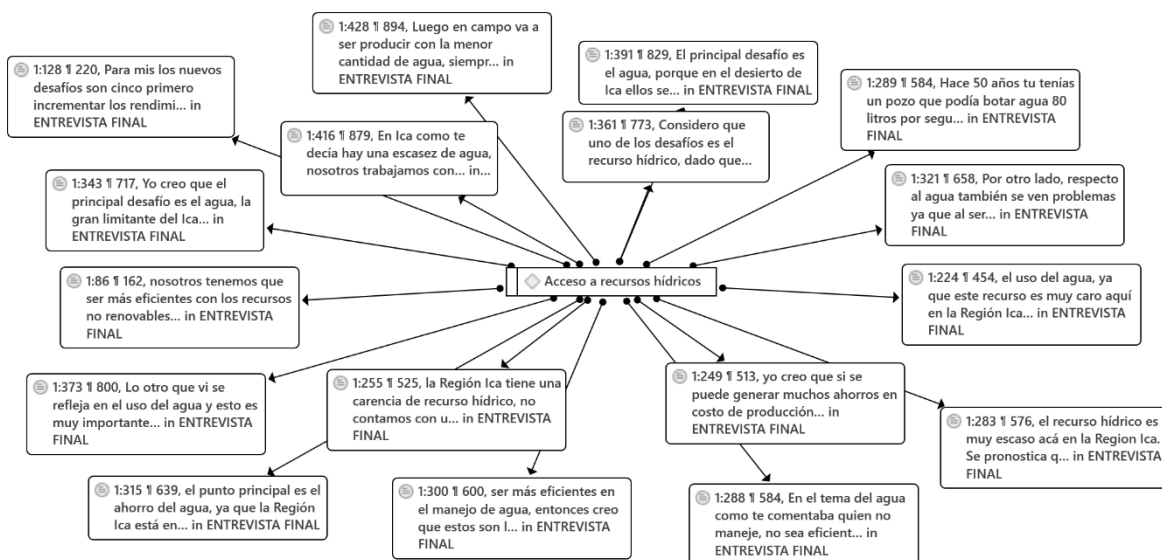 1:428 ¶ 894, Luego en campo va a
ser producir con la menor
cantidad de agua, siempr... in
ENTREVISTA FINAL
1:391 ¶ 829, El principal desafío es
el agua, porque en el desierto de
Ica ellos se... in ENTREVISTA
FINAL
1:128 ¶ 220, Para mis los nuevos
desafíos son cinco primero
incrementar los rendimi... in
ENTREVISTA FINAL
1:289 ¶ 584, Hace 50 años tu tenías
un pozo que podía botar agua 80
litros por segu... in ENTREVISTA
FINAL
1:416 ¶ 879, En Ica como te
decía hay una escasez de agua,
nosotros trabajamos con... in...
1:361 ¶ 773, Considero que
uno de los desafíos es el
recurso hídrico, dado que...
1:343 ¶ 717, Yo creo que el
principal desafío es el agua, la
gran limitante del Ica... in
ENTREVISTA FINAL
1:321 ¶ 658, Por otro lado, respecto
al agua también se ven problemas
ya que al ser... in ENTREVISTA
FINAL
1:86 ¶ 162, nosotros tenemos que
ser más eficientes con los recursos
no renovables... in ENTREVISTA
FINAL
Acceso a recursos hídricos
1:224 ¶ 454, el uso del agua, ya
que este recurso es muy caro aquí
en la Región Ica... in ENTREVISTA
FINAL
1:373 ¶ 800, Lo otro que vi se
refleja en el uso del agua y esto es
muy importante... in ENTREVISTA
FINAL
1:255 ¶ 525, la Región Ica tiene una
carencia de recurso hídrico, no
contamos con u... in ENTREVISTA
FINAL
1:249 ¶ 513, yo creo que si se
puede generar muchos ahorros en
costo de producción... in
ENTREVISTA FINAL
1:283 ¶ 576, el recurso hídrico es
muy escaso acá en la Region Ica.
Se pronostica q... in ENTREVISTA
FINAL
1:315 ¶ 639, el punto principal es el
ahorro del agua, ya que la Región
Ica está en... in ENTREVISTA FINAL
1:300 ¶ 600, ser más eficientes en
el manejo de agua, entonces creo
que estos son l... in ENTREVISTA
FINAL
1:288 ¶ 584, En el tema del agua
como te comentaba quien no
maneje, no sea eficient... in
ENTREVISTA FINAL